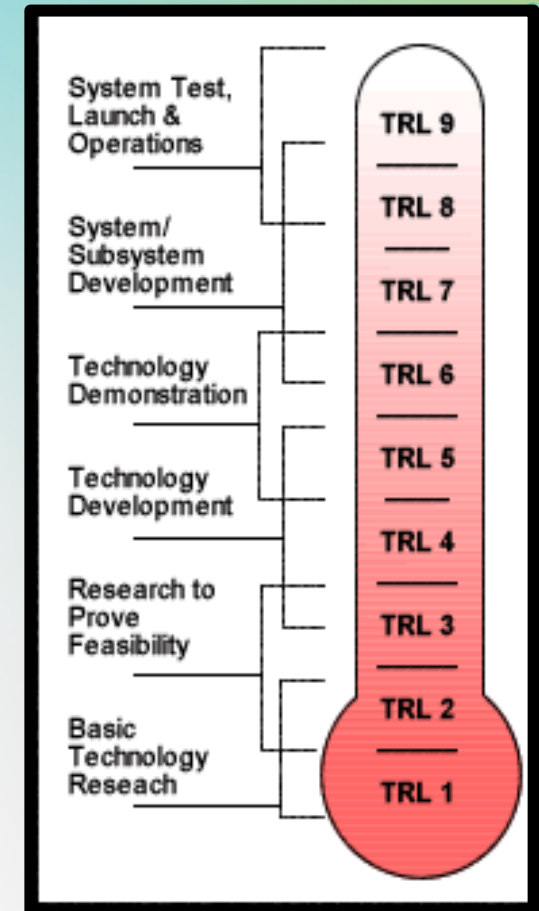 System Test,
Launch &
Operations
System/
Subsystem
Development
Technology
Demonstration
Technology
Development
Research to
Prove
Feasibility
Basic
Technology
Reseach
TRL 9
TRL 8
TRL 7
TRL 6
TRL 5
TRL 4
TRL 3
TRL 2
TRL 1